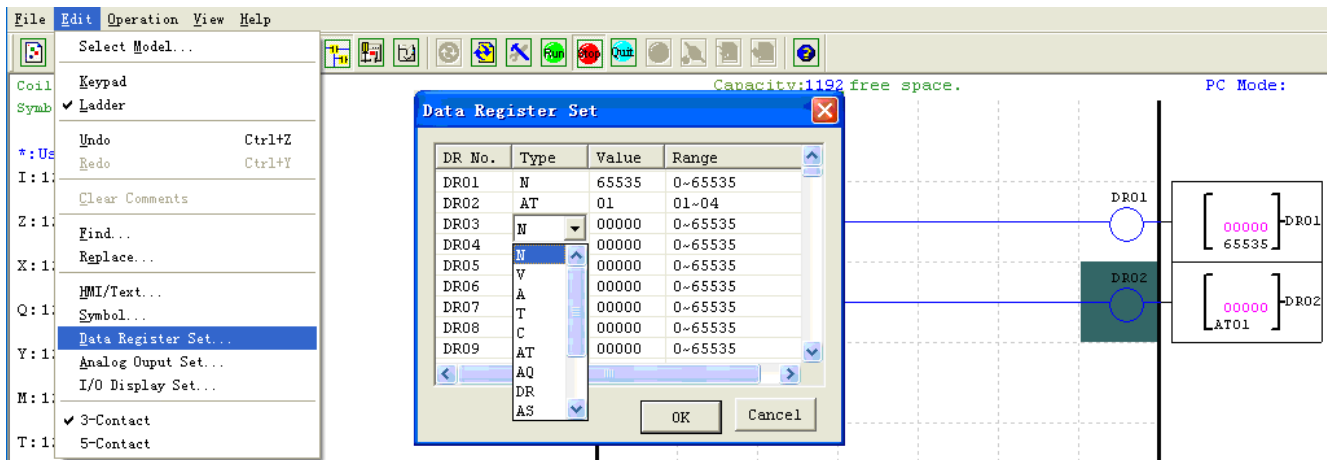 File Edit Operation View Help
Select Model...
Keypad
✓ Ladder
Undo Ctrl+Z
Redo Ctrl+Y
Clear Comments
Find...
Replace...
HMI/Text...
Symbol...
Data Register Set...
Analog Ouput Set...
I/O Display Set...
✓ 3-Contact
5-Contact
Run Stop Quit
Coil
Symb
*:Us
I:1
Z:1
X:1
Q:1
Y:1
M:1
T:1
Capacity:1192 free space.
PC Mode:
Data Register Set
DR No. Type Value Range
DR01 N 65535 0~65535
DR02 AT 01 01~04
DR03 N 00000 0~65535
DR04 00000 0~65535
DR05 00000 0~65535
DR06 00000 0~65535
DR07 00000 0~65535
DR08 00000 0~65535
DR09 00000 0~65535
N
V
A
T
C
AT
AQ
DR
AS
OK Cancel
DR01
00000 DR01
65535
DR02
00000 DR02
AT01